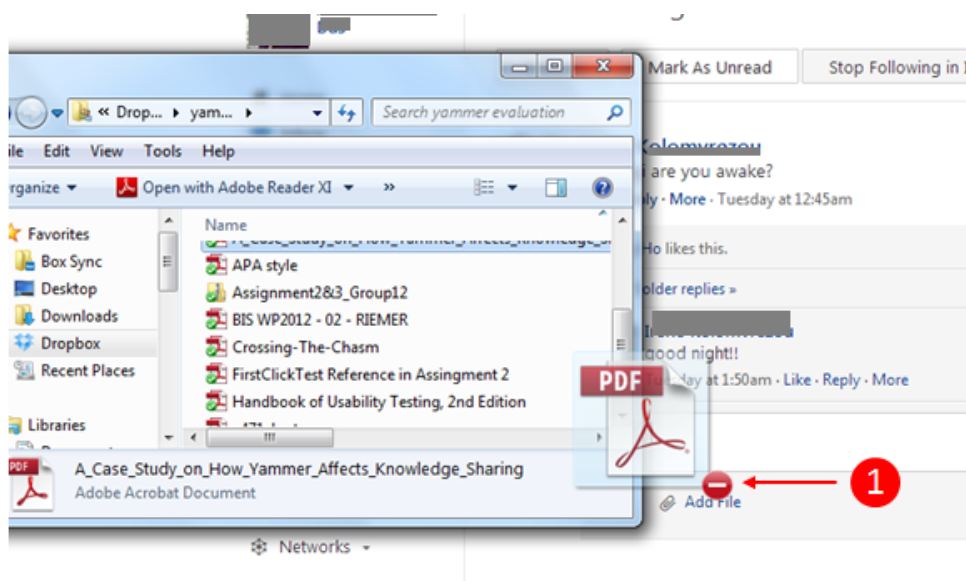 Mark As Unread
Stop Following in
« Drop...
yam...
Search yammer evaluation
Edit View Tools Help
Open with Adobe Reader XI
»
Name
Favorites
Box Sync
Desktop
Downloads
Dropbox
Recent Places
Libraries
A_Case_Study_on_How_Yammer_Affects_Knowledge_
APA style
Assignment2&3_Group12
BIS WP2012 - 02 - RIEMER
Crossing-The-Chasm
FirstClickTest Reference in Assingment 2
Handbook of Usability Testing, 2nd Edition
PDF
A_Case_Study_on_How_Yammer_Affects_Knowledge_Sharing
Adobe Acrobat Document
are you awake?
· More · Tuesday at 12:45am
Ho likes this.
older replies »
good night!!
PDF
at 1:50am · Like · Reply · More
1
Add File
Networks